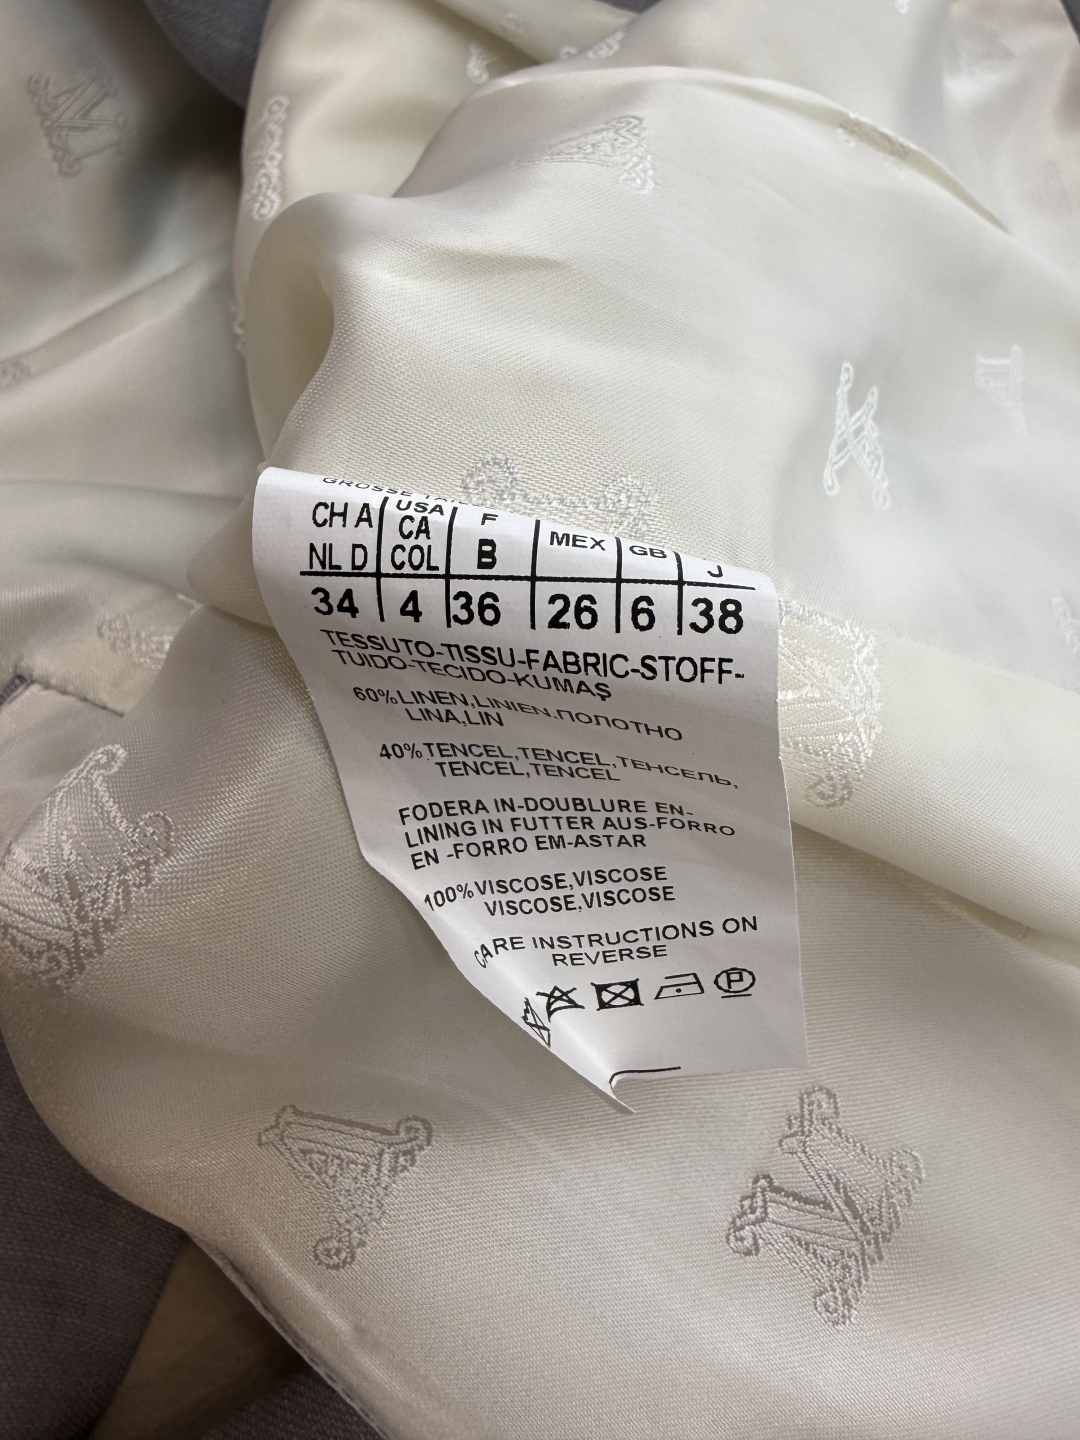 GROSSE
CH A USA F MEX GB J
NL D CA B
COL
34 4 36 26 6 38
TESSUTO-TISSU-FABRIC-STOFF-
TUIDO-TECIDO-KUMAŞ
60%LINEN,LINIEN,ПОЛОТНО
LINA,LIN
40%TENCEL,TENCEL,ТЕНСЕЛЬ,
TENCEL,TENCEL
FODERA IN-DOUBLURE EN-
LINING IN FUTTER AUS-FORRO
EN -FORRO EM-ASTAR
100%VISCOSE,VISCOSE
VISCOSE,VISCOSE
CARE INSTRUCTIONS ON
REVERSE
P